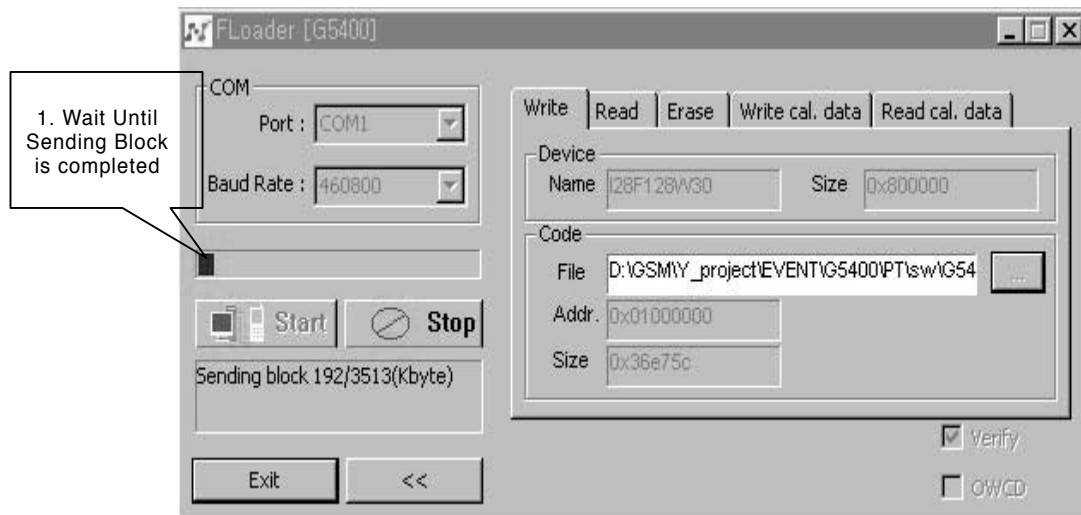 FLoader [G5400]
1. Wait Until
Sending Block
is completed
COM
Port : COM1
Baud Rate : 460800
Start
Stop
Sending block 192/3513(Kbyte)
Exit
<<
Write Read Erase Write cal. data Read cal. data
Device
Name I28F128W30 Size 0x800000
Code
File D:\GSM\Y_project\EVENT\G5400\PT\sw\G54 ...
Addr. 0x01000000
Size 0x36e75c
Verify
OWCD